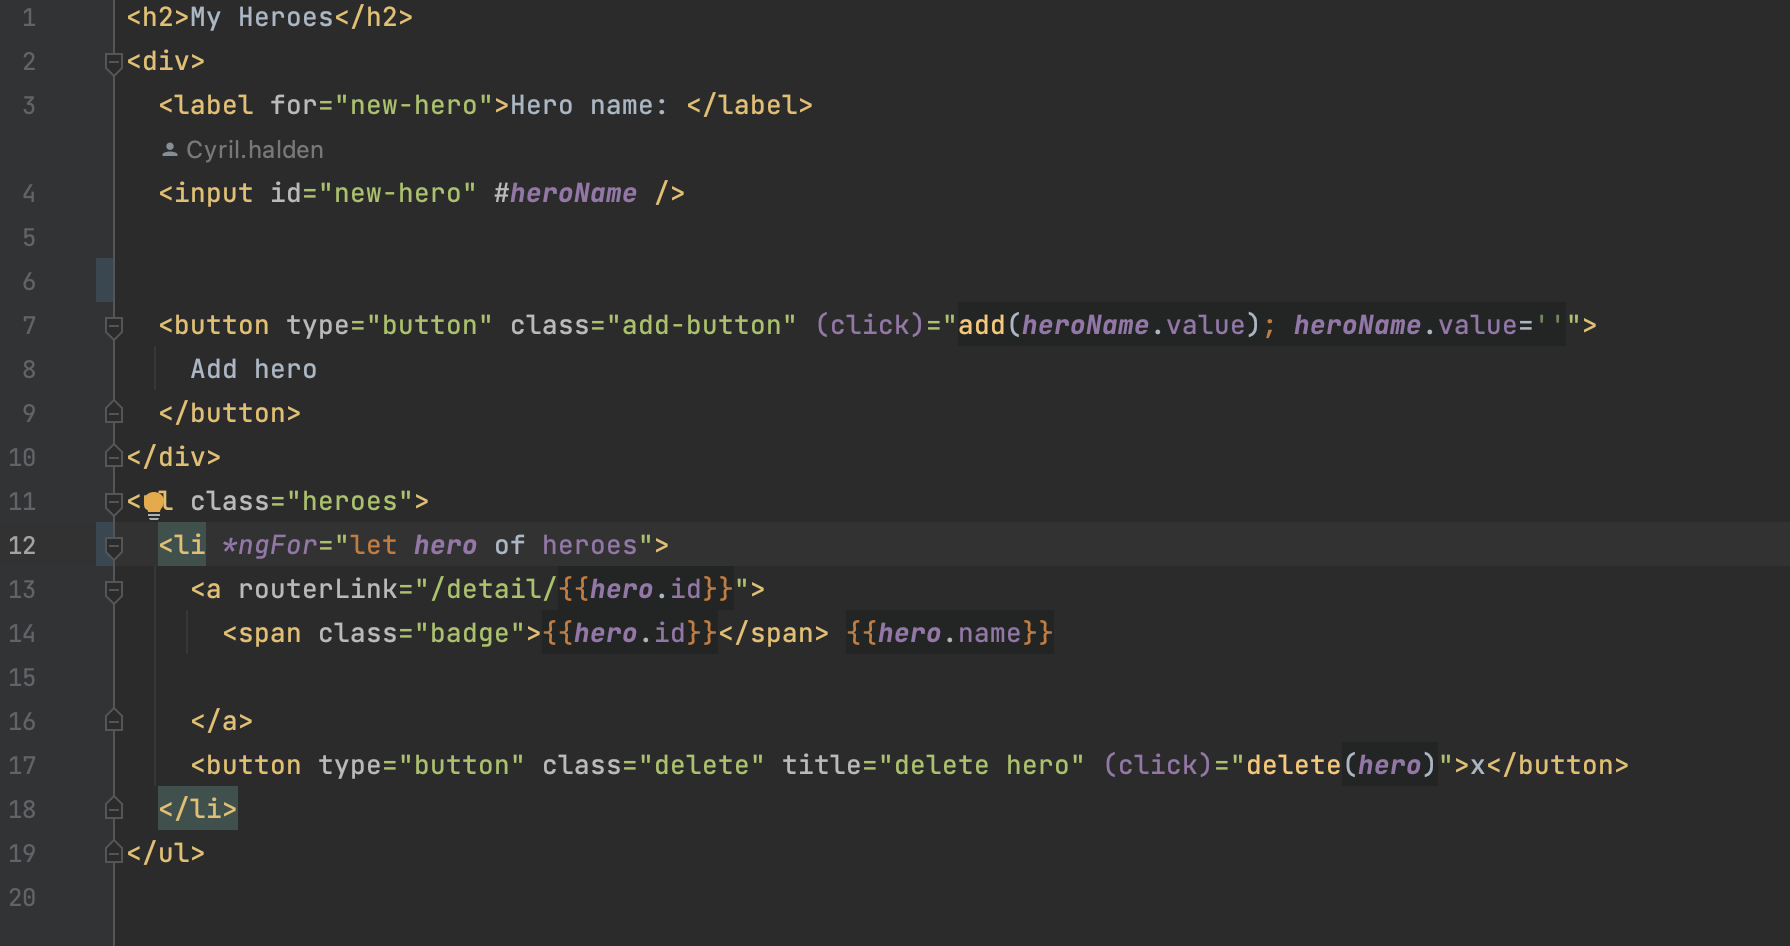 1 <h2>My Heroes</h2>
2 <div>
3 <label for="new-hero">Hero name: </label>
Cyril.halden
4 <input id="new-hero" #heroName />
5
6
7 <button type="button" class="add-button" (click)="add(heroName.value); heroName.value=''">
8 Add hero
9 </button>
10 </div>
11 <ul class="heroes">
12 <li *ngFor="let hero of heroes">
13 <a routerLink="/detail/{{hero.id}}">
14 <span class="badge">{{hero.id}}</span> {{hero.name}}
15
16 </a>
17 <button type="button" class="delete" title="delete hero" (click)="delete(hero)">x</button>
18 </li>
19 </ul>
20